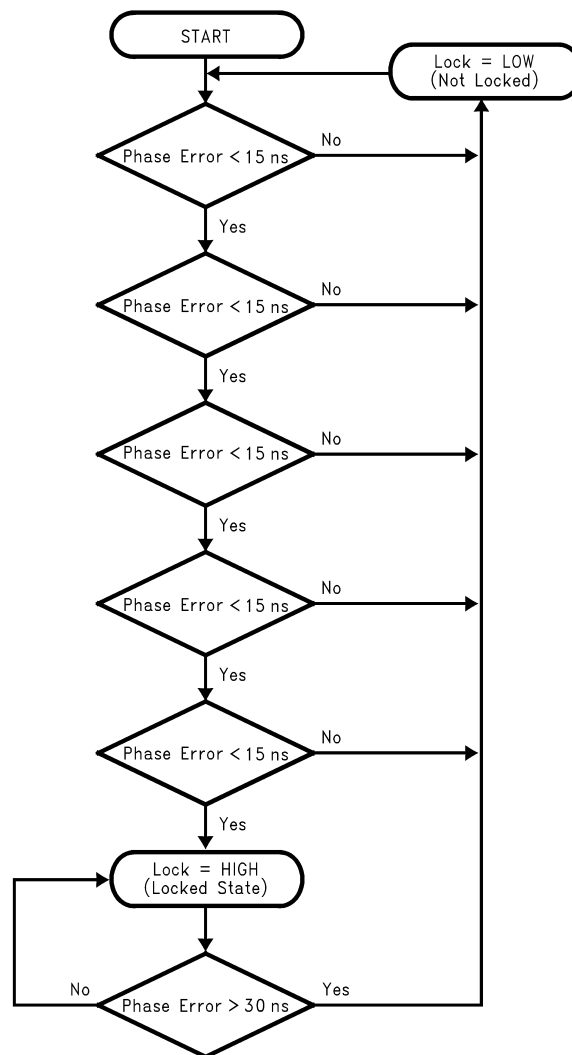 START
Lock = LOW
(Not Locked)
Phase Error < 15 ns
No
Yes
Phase Error < 15 ns
No
Yes
Phase Error < 15 ns
No
Yes
Phase Error < 15 ns
No
Yes
Phase Error < 15 ns
No
Yes
Lock = HIGH
(Locked State)
No
Phase Error > 30 ns
Yes